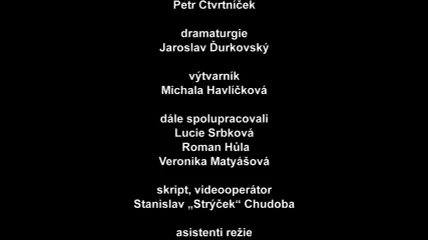 Petr Čtvrtníček
dramaturgie
Jaroslav Ďurkovský
výtvarník
Michala Havlíčková
dále spolupracovali
Lucie Srbková
Roman Hůla
Veronika Matyášová
skript, videooperátor
Stanislav „Strýček“ Chudoba
asistenti režie